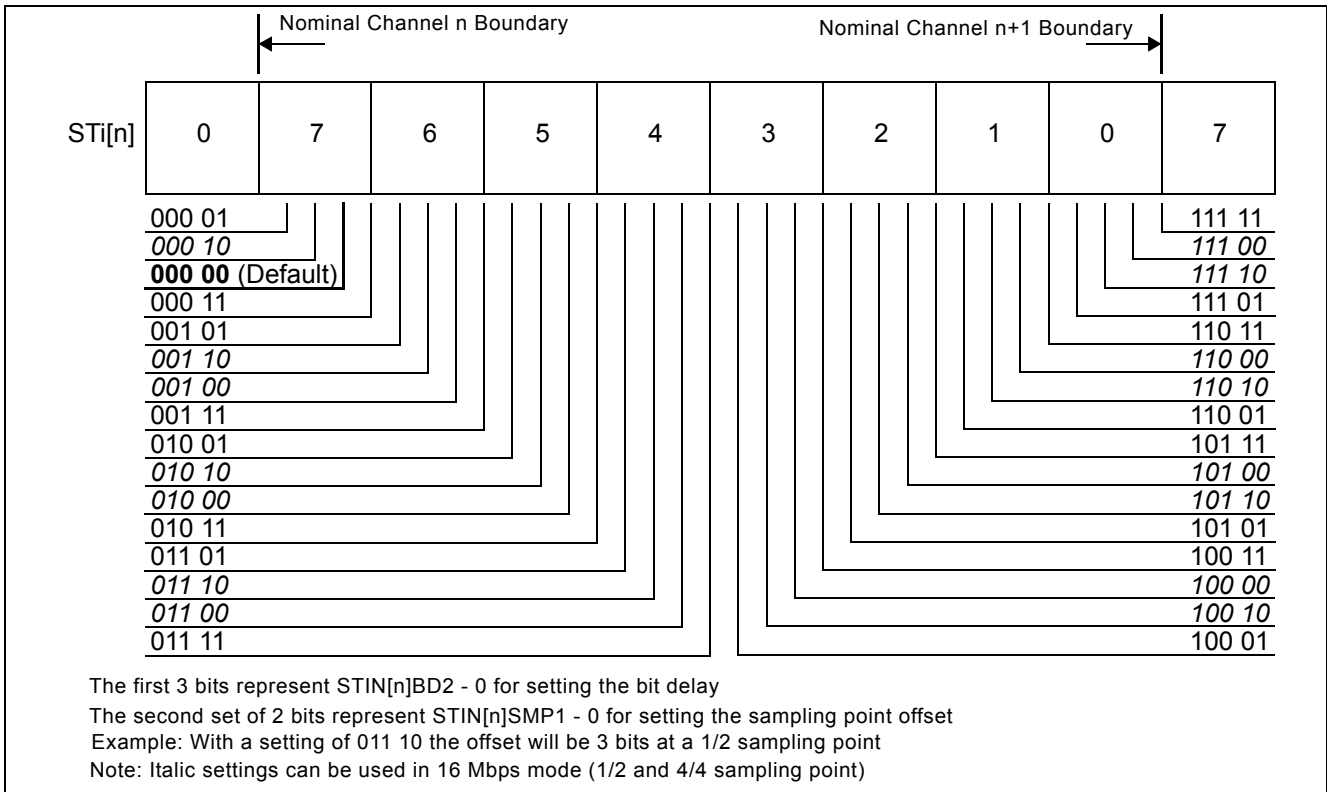 Nominal Channel n Boundary
Nominal Channel n+1 Boundary
STi[n] 0 7 6 5 4 3 2 1 0 7
000 01 111 11
000 10 111 00
000 00 (Default) 111 10
000 11 111 01
001 01 110 11
001 10 110 00
001 00 110 10
001 11 110 01
010 01 101 11
010 10 101 00
010 00 101 10
010 11 101 01
011 01 100 11
011 10 100 00
011 00 100 10
011 11 100 01
The first 3 bits represent STIN[n]BD2 - 0 for setting the bit delay
The second set of 2 bits represent STIN[n]SMP1 - 0 for setting the sampling point offset
Example: With a setting of 011 10 the offset will be 3 bits at a 1/2 sampling point
Note: Italic settings can be used in 16 Mbps mode (1/2 and 4/4 sampling point)